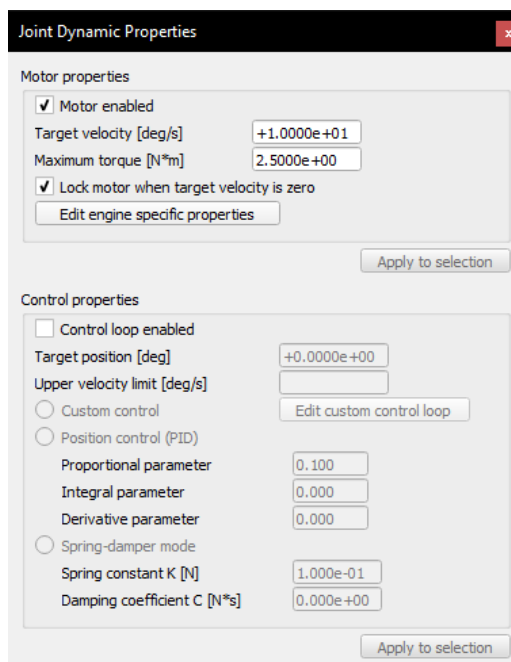 Joint Dynamic Properties
x
Motor properties
Motor enabled
Target velocity [deg/s] +1.0000e+01
Maximum torque [N*m] 2.5000e+00
Lock motor when target velocity is zero
Edit engine specific properties
Apply to selection
Control properties
Control loop enabled
Target position [deg] +0.0000e+00
Upper velocity limit [deg/s]
Custom control Edit custom control loop
Position control (PID)
Proportional parameter 0.100
Integral parameter 0.000
Derivative parameter 0.000
Spring-damper mode
Spring constant K [N] 1.000e-01
Damping coefficient C [N*s] 0.000e+00
Apply to selection